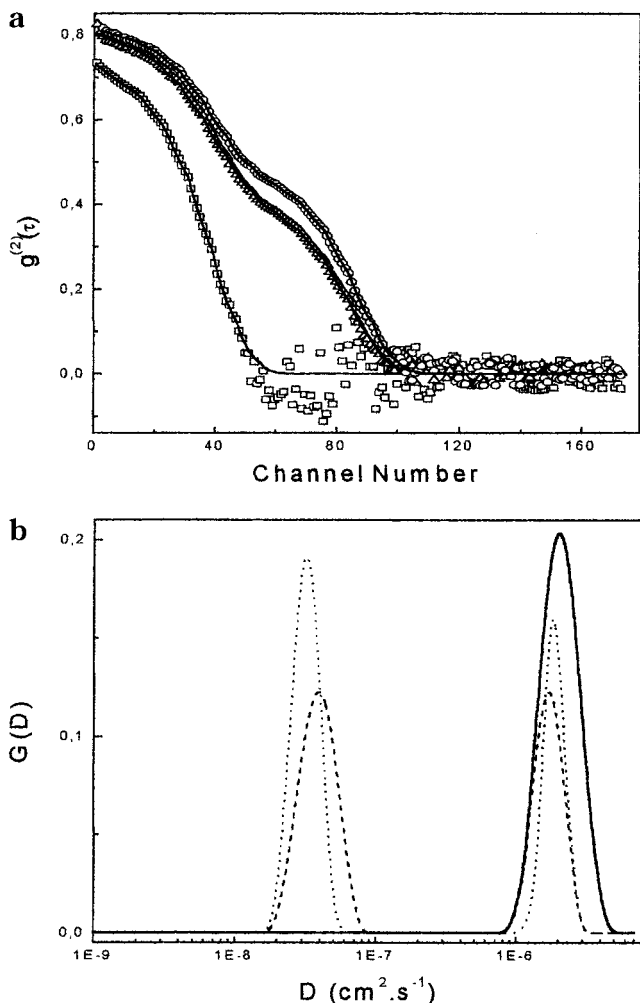 a
0,8
0,6
0,4
0,2
0,0
g(2)(τ)
0
40
80
120
160
Channel Number
b
0,2
0,1
0,0
G(D)
1E-9
1E-8
1E-7
1E-6
D (cm².s⁻¹)